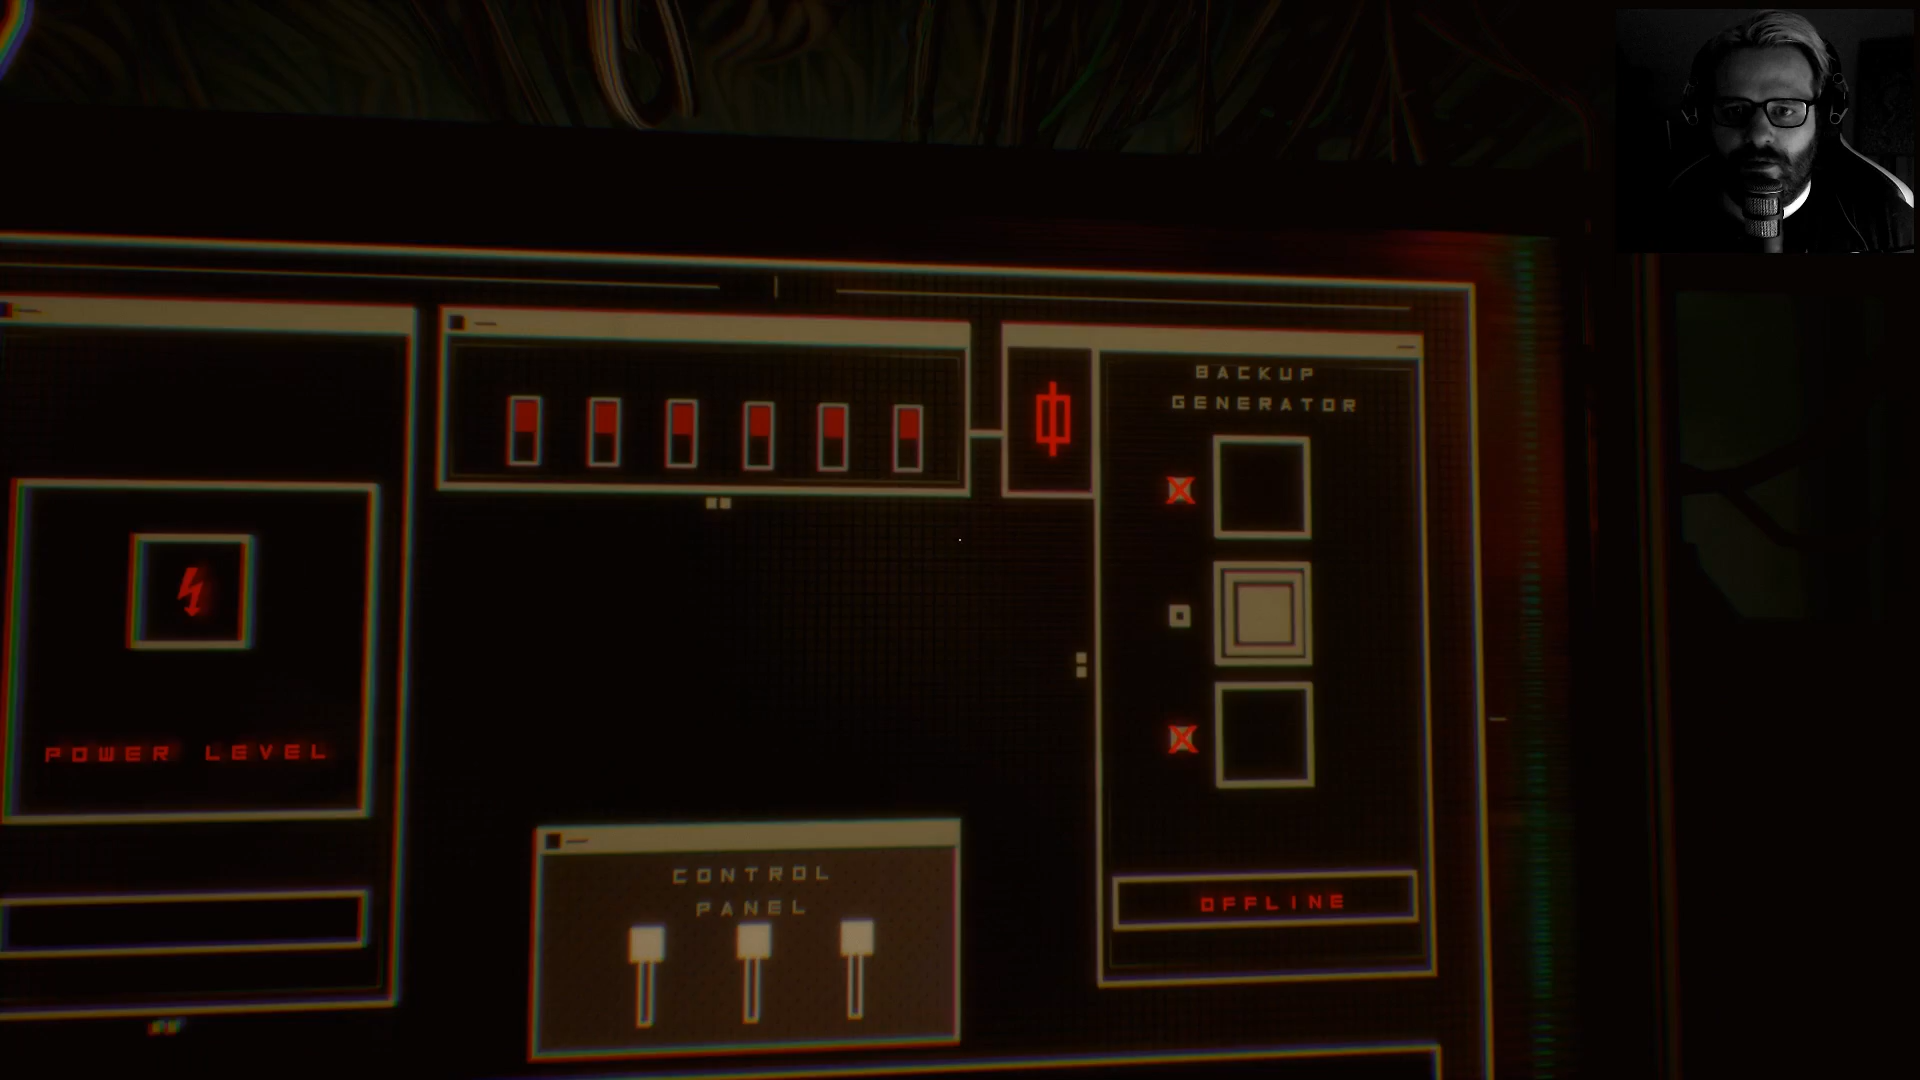 BACKUP
GENERATOR
POWER LEVEL
CONTROL
PANEL
OFFLINE